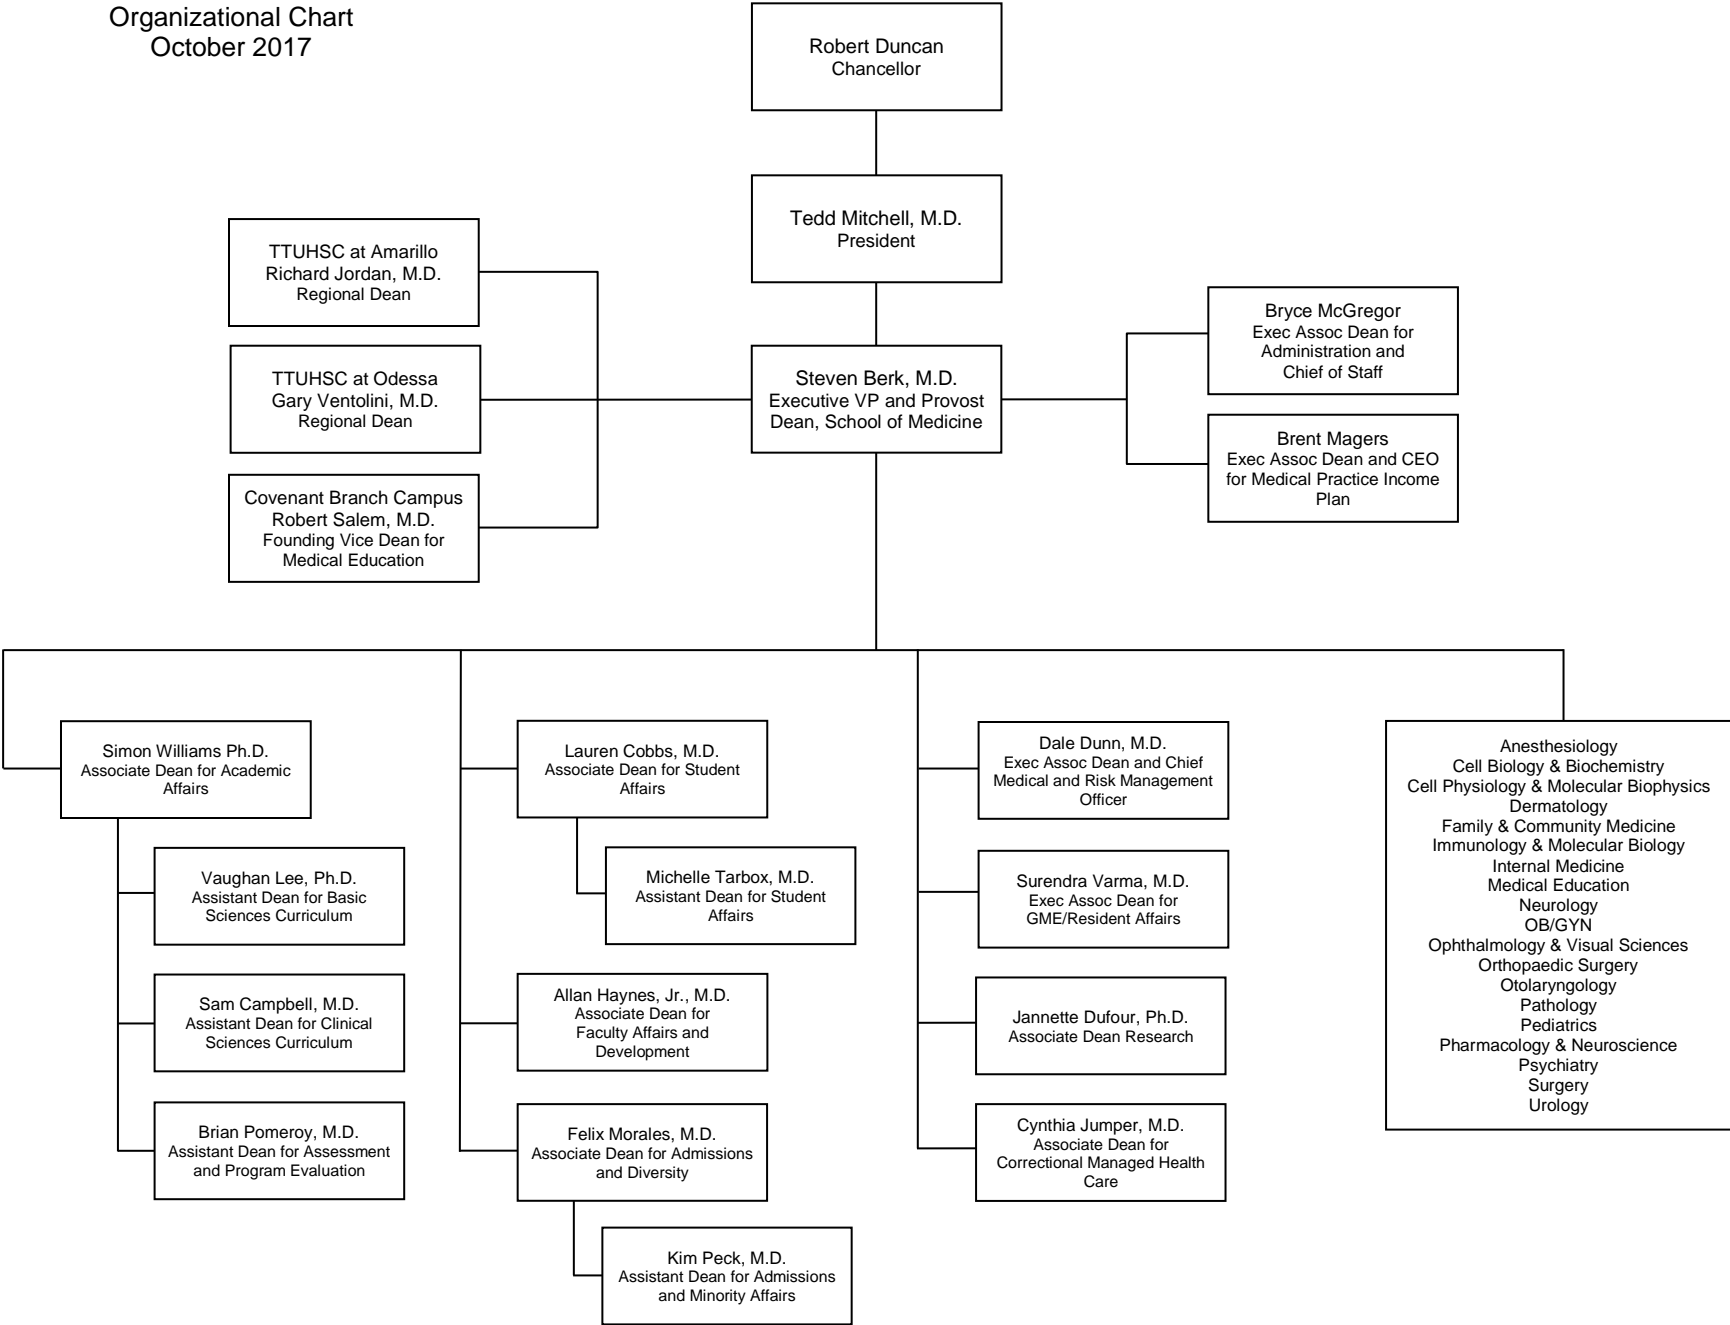 Organizational Chart
October 2017
Robert Duncan
Chancellor
Tedd Mitchell, M.D.
President
TTUHSC at Amarillo
Richard Jordan, M.D.
Regional Dean
TTUHSC at Odessa
Gary Ventolini, M.D.
Regional Dean
Covenant Branch Campus
Robert Salem, M.D.
Founding Vice Dean for
Medical Education
Steven Berk, M.D.
Executive VP and Provost
Dean, School of Medicine
Bryce McGregor
Exec Assoc Dean for
Administration and
Chief of Staff
Brent Magers
Exec Assoc Dean and CEO
for Medical Practice Income
Plan
Simon Williams Ph.D.
Associate Dean for Academic
Affairs
Vaughan Lee, Ph.D.
Assistant Dean for Basic
Sciences Curriculum
Sam Campbell, M.D.
Assistant Dean for Clinical
Sciences Curriculum
Brian Pomeroy, M.D.
Assistant Dean for Assessment
and Program Evaluation
Lauren Cobbs, M.D.
Associate Dean for Student
Affairs
Michelle Tarbox, M.D.
Assistant Dean for Student
Affairs
Allan Haynes, Jr., M.D.
Associate Dean for
Faculty Affairs and
Development
Felix Morales, M.D.
Associate Dean for Admissions
and Diversity
Kim Peck, M.D.
Assistant Dean for Admissions
and Minority Affairs
Dale Dunn, M.D.
Exec Assoc Dean and Chief
Medical and Risk Management
Officer
Surendra Varma, M.D.
Exec Assoc Dean for
GME/Resident Affairs
Jannette Dufour, Ph.D.
Associate Dean Research
Cynthia Jumper, M.D.
Associate Dean for
Correctional Managed Health
Care
Anesthesiology
Cell Biology & Biochemistry
Cell Physiology & Molecular Biophysics
Dermatology
Family & Community Medicine
Immunology & Molecular Biology
Internal Medicine
Medical Education
Neurology
OB/GYN
Ophthalmology & Visual Sciences
Orthopaedic Surgery
Otolaryngology
Pathology
Pediatrics
Pharmacology & Neuroscience
Psychiatry
Surgery
Urology